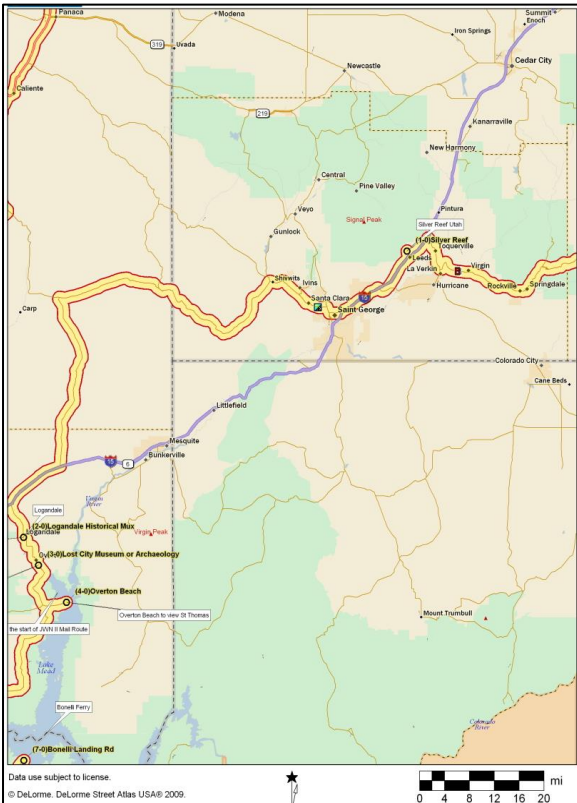 Panaca
Modena
Summit
Enoch
319
Uvada
Iron Springs
Cedar City
Newcastle
Caliente
219
Kanarraville
New Harmony
Central
Pine Valley
Veyo
Signal Peak
Pintura
Silver Reef Utah
Gunlock
(1-0)Silver Reef
Toquerville
Leeds
La Verkin
Virgin
Shivwits
Ivins
Hurricane
Rockville
Springdale
Santa Clara
15
Saint George
Carp
Colorado City
Cane Beds
Littlefield
Mesquite
15
6
Bunkerville
Virgin
River
Logandale
(2-0)Logandale Historical Mux
Logandale
Virgin Peak
(3-0)Lost City Museum or Archaeology
(4-0)Overton Beach
Overton Beach to view St Thomas
the start of JWN II Mail Route
Mount Trumbull
Lake
Mead
Bonelli Ferry
Colorado
River
(7-0)Bonelli Landing Rd
Data use subject to license.
© DeLorme. DeLorme Street Atlas USA® 2009.
mi
0 4 8 12 16 20